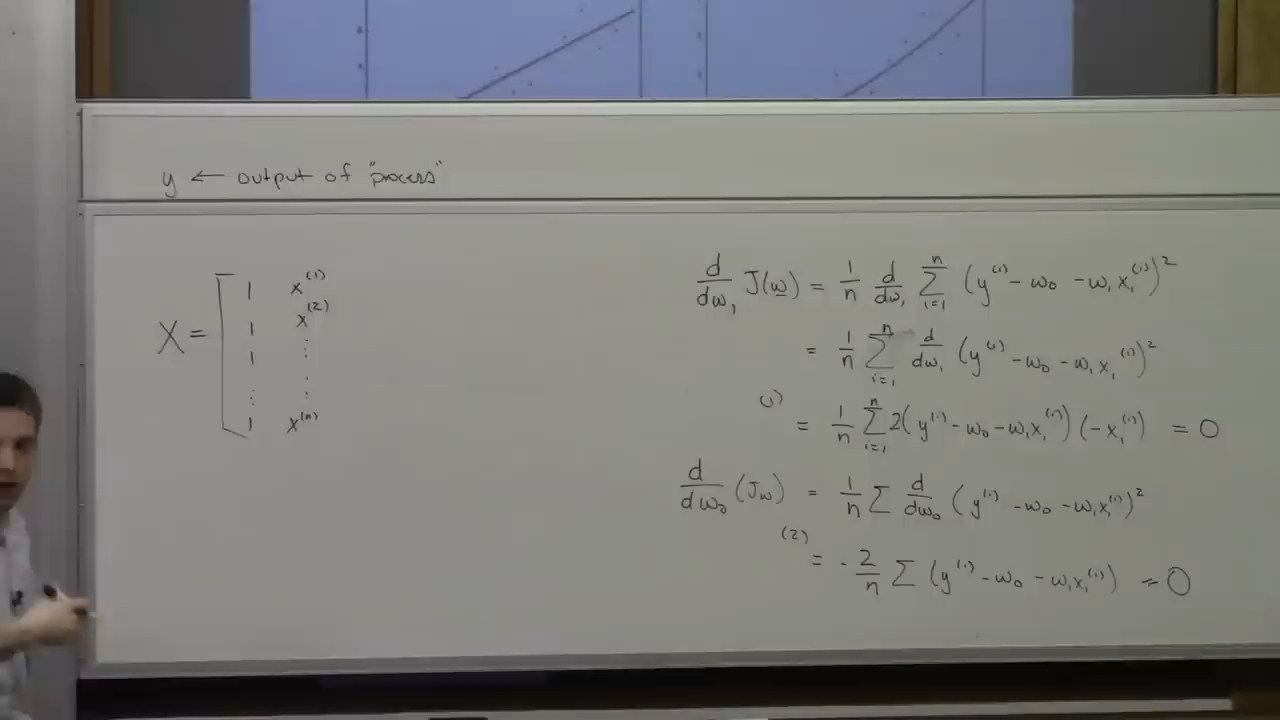 y ← output of "process"
X = [ 1 x^(1)
1 x^(2)
1 ⋮
⋮ ⋮
1 x^(n)
d/dw₁ J(w) = 1/n d/dw₁ Σ_{i=1}^n (y^(i) - w₀ - w₁x₁^(i))²
= 1/n Σ_{i=1}^n d/dw₁ (y^(i) - w₀ - w₁x₁^(i))²
(1) = 1/n Σ_{i=1}^n 2(y^(i) - w₀ - w₁x₁^(i))(-x₁^(i)) = 0
d/dw₀ (Jw) = 1/n Σ d/dw₀ (y^(i) - w₀ - w₁x₁^(i))²
(2) = -2/n Σ (y^(i) - w₀ - w₁x₁^(i)) = 0